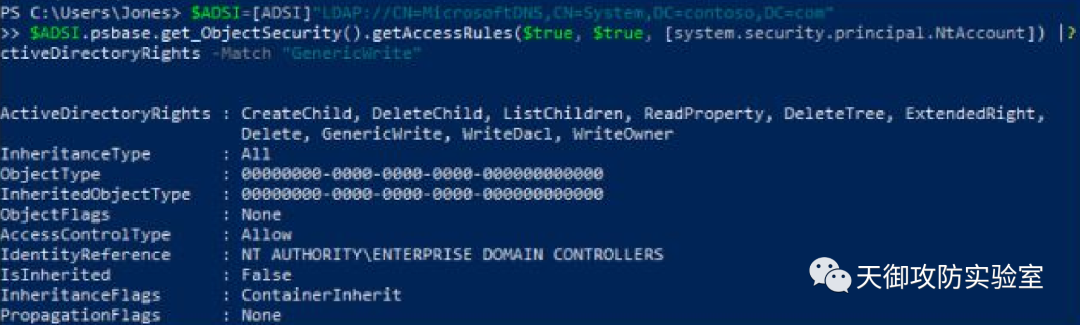 PS C:\Users\Jones> $ADSI=[ADSI]"LDAP://CN=MicrosoftDNS,CN=System,DC=contoso,DC=com"
>> $ADSI.psbase.get_ObjectSecurity().getAccessRules($true, $true, [system.security.principal.NtAccount]) |?
ctiveDirectoryRights -Match "GenericWrite"
ActiveDirectoryRights : CreateChild, DeleteChild, ListChildren, ReadProperty, DeleteTree, ExtendedRight,
Delete, GenericWrite, WriteDacl, WriteOwner
InheritanceType : All
ObjectType : 00000000-0000-0000-0000-000000000000
InheritedObjectType : 00000000-0000-0000-0000-000000000000
ObjectFlags : None
AccessControlType : Allow
IdentityReference : NT AUTHORITY\ENTERPRISE DOMAIN CONTROLLERS
IsInherited : False
InheritanceFlags : ContainerInherit
PropagationFlags : None
天御攻防实验室